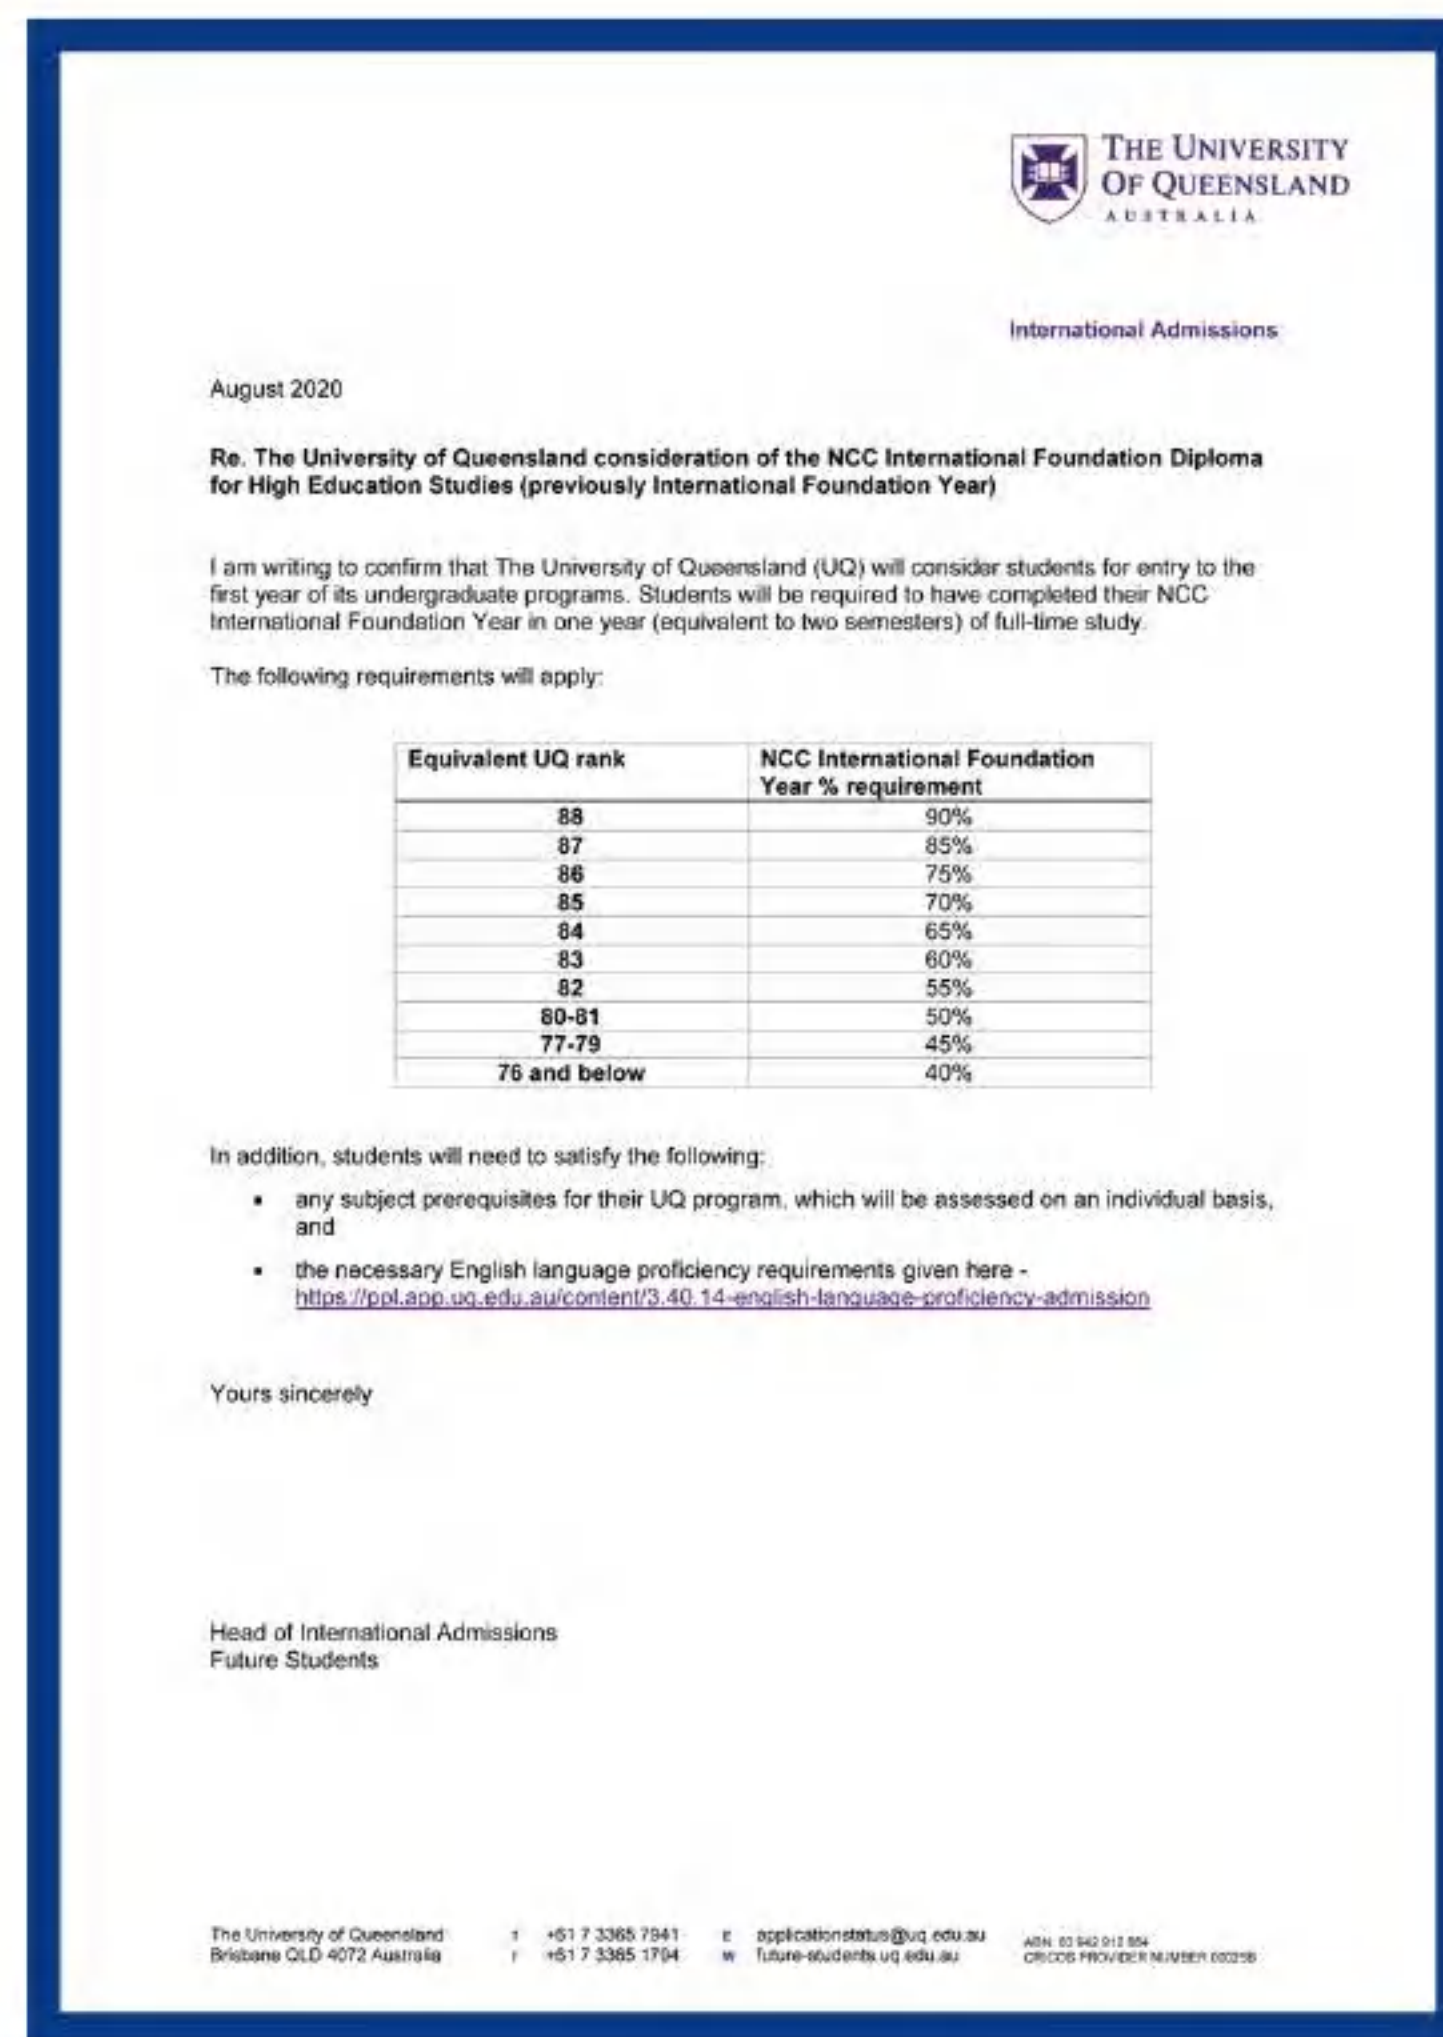 THE UNIVERSITY
OF QUEENSLAND
AUSTRALIA
International Admissions
August 2020
Re. The University of Queensland consideration of the NCC International Foundation Diploma
for High Education Studies (previously International Foundation Year)
I am writing to confirm that The University of Queensland (UQ) will consider students for entry to the
first year of its undergraduate programs. Students will be required to have completed their NCC
International Foundation Year in one year (equivalent to two semesters) of full-time study.
The following requirements will apply:
Equivalent UQ rank NCC International Foundation
Year % requirement
88 90%
87 85%
86 75%
85 70%
84 65%
83 60%
82 55%
80-81 50%
77-79 45%
76 and below 40%
In addition, students will need to satisfy the following:
▪ any subject prerequisites for their UQ program, which will be assessed on an individual basis,
and
▪ the necessary English language proficiency requirements given here -
https://ppl.app.uq.edu.au/content/3.40.14-english-language-proficiency-admission
Yours sincerely
Head of International Admissions
Future Students
The University of Queensland +61 7 3365 7941 E applicationstatus@uq.edu.au ABN: 63 942 912 684
Brisbane QLD 4072 Australia +61 7 3365 1794 W future-students.uq.edu.au CRICOS PROVIDER NUMBER 00025B